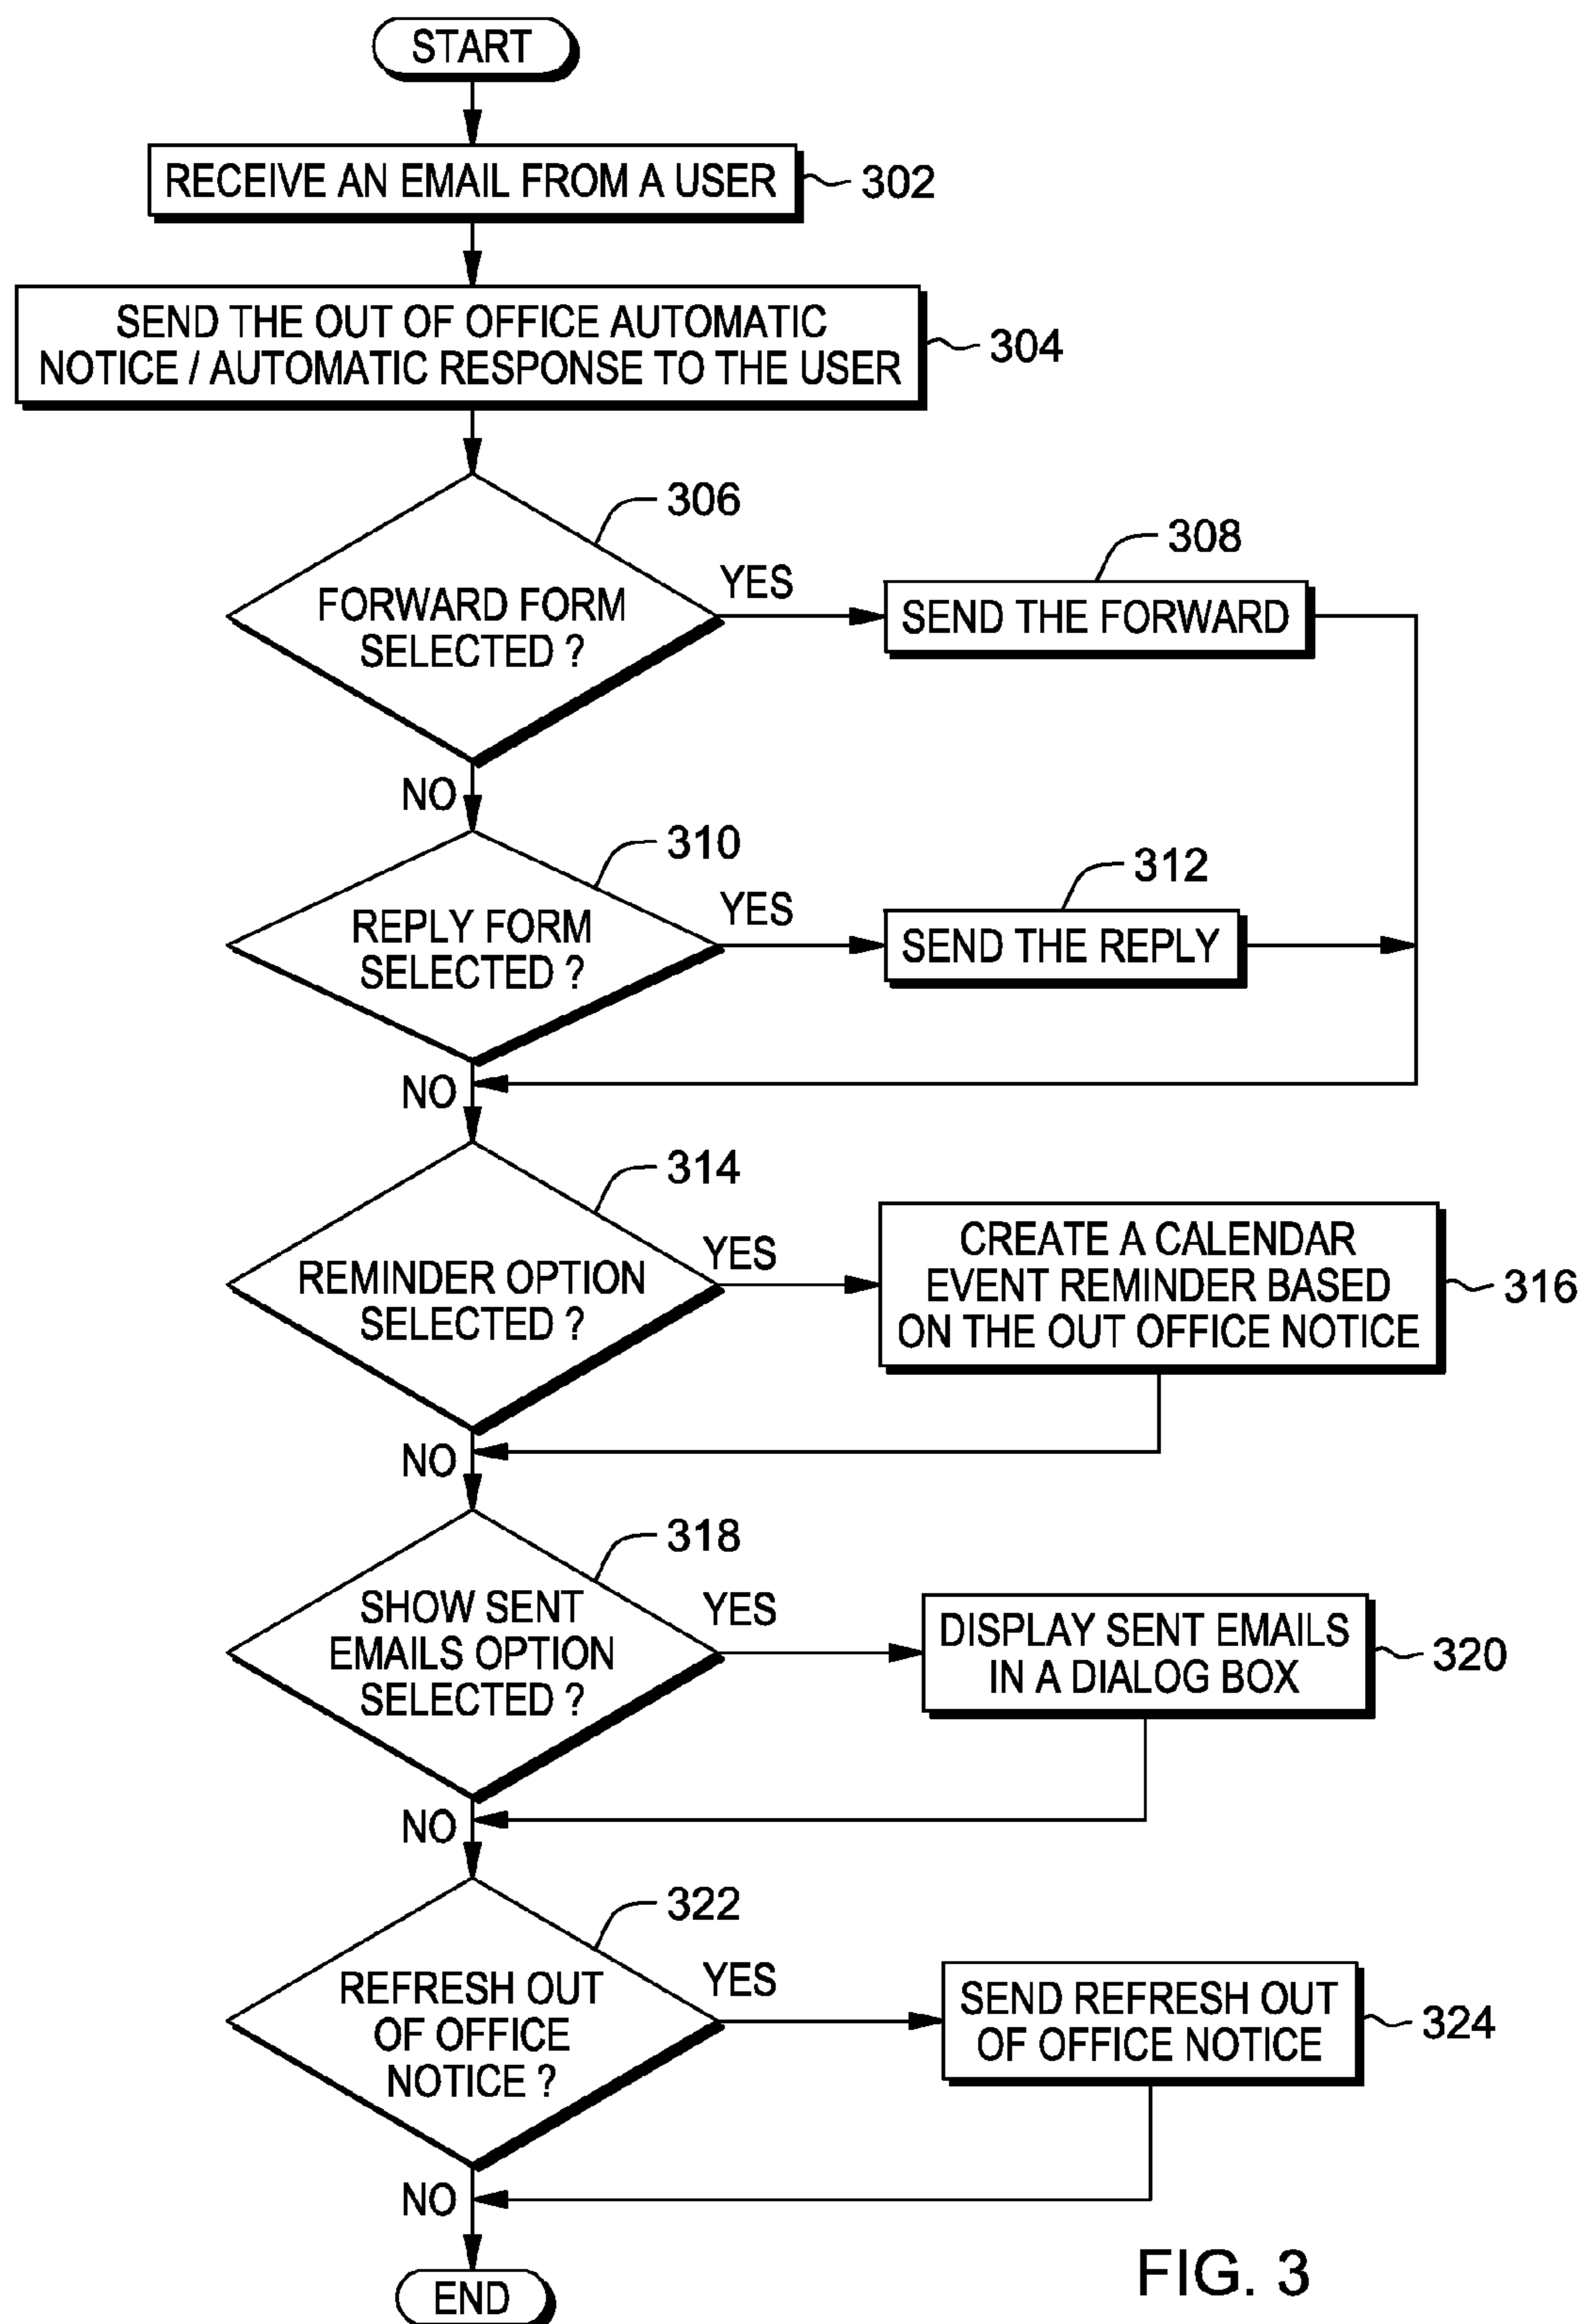 START
RECEIVE AN EMAIL FROM A USER
302
SEND THE OUT OF OFFICE AUTOMATIC
NOTICE / AUTOMATIC RESPONSE TO THE USER
304
306
FORWARD FORM
SELECTED ?
YES
308
SEND THE FORWARD
NO
310
REPLY FORM
SELECTED ?
YES
312
SEND THE REPLY
NO
314
REMINDER OPTION
SELECTED ?
YES
CREATE A CALENDAR
EVENT REMINDER BASED
ON THE OUT OFFICE NOTICE
316
NO
318
SHOW SENT
EMAILS OPTION
SELECTED ?
YES
DISPLAY SENT EMAILS
IN A DIALOG BOX
320
NO
322
REFRESH OUT
OF OFFICE
NOTICE ?
YES
SEND REFRESH OUT
OF OFFICE NOTICE
324
NO
END
FIG. 3